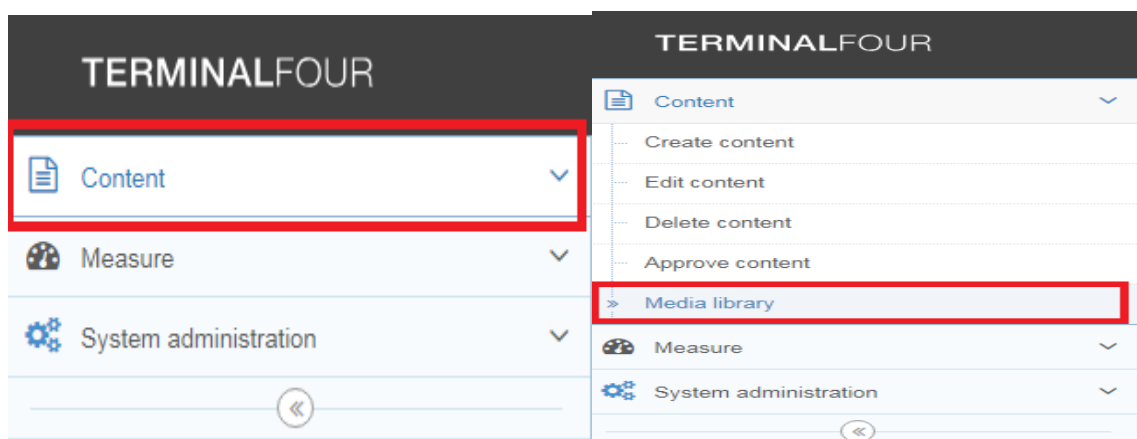 TERMINALFOUR
Content
Measure
System administration
TERMINALFOUR
Content
Create content
Edit content
Delete content
Approve content
Media library
Measure
System administration